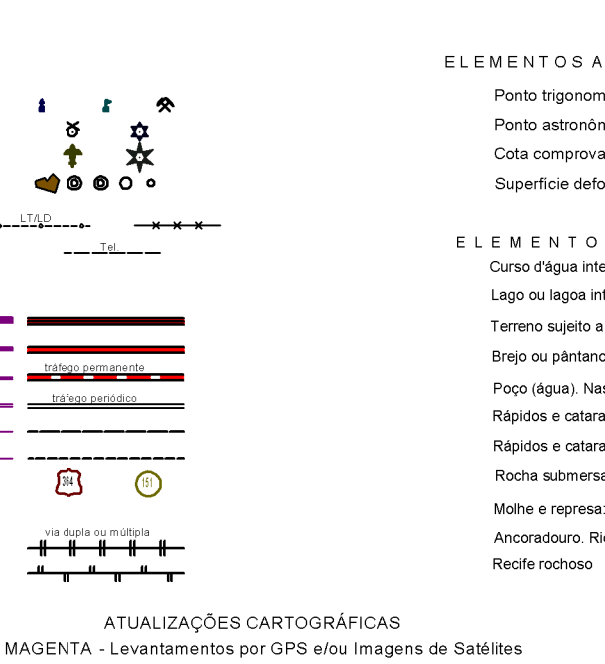 LT/LD
Tel.
tráfego permanente
tráfego periódico
364
151
via dupla ou múltipla
ELEMENTOS A
Ponto trigonom
Ponto astronôm
Cota comprova
Superfície defo
ELEMENTO
Curso d'água inte
Lago ou lagoa int
Terreno sujeito a
Brejo ou pântano
Poço (água). Nas
Rápidos e catara
Rápidos e catara
Rocha submersa
Molhe e represa:
Ancoradouro. Rio
Recife rochoso
ATUALIZAÇÕES CARTOGRÁFICAS
MAGENTA - Levantamentos por GPS e/ou Imagens de Satélites